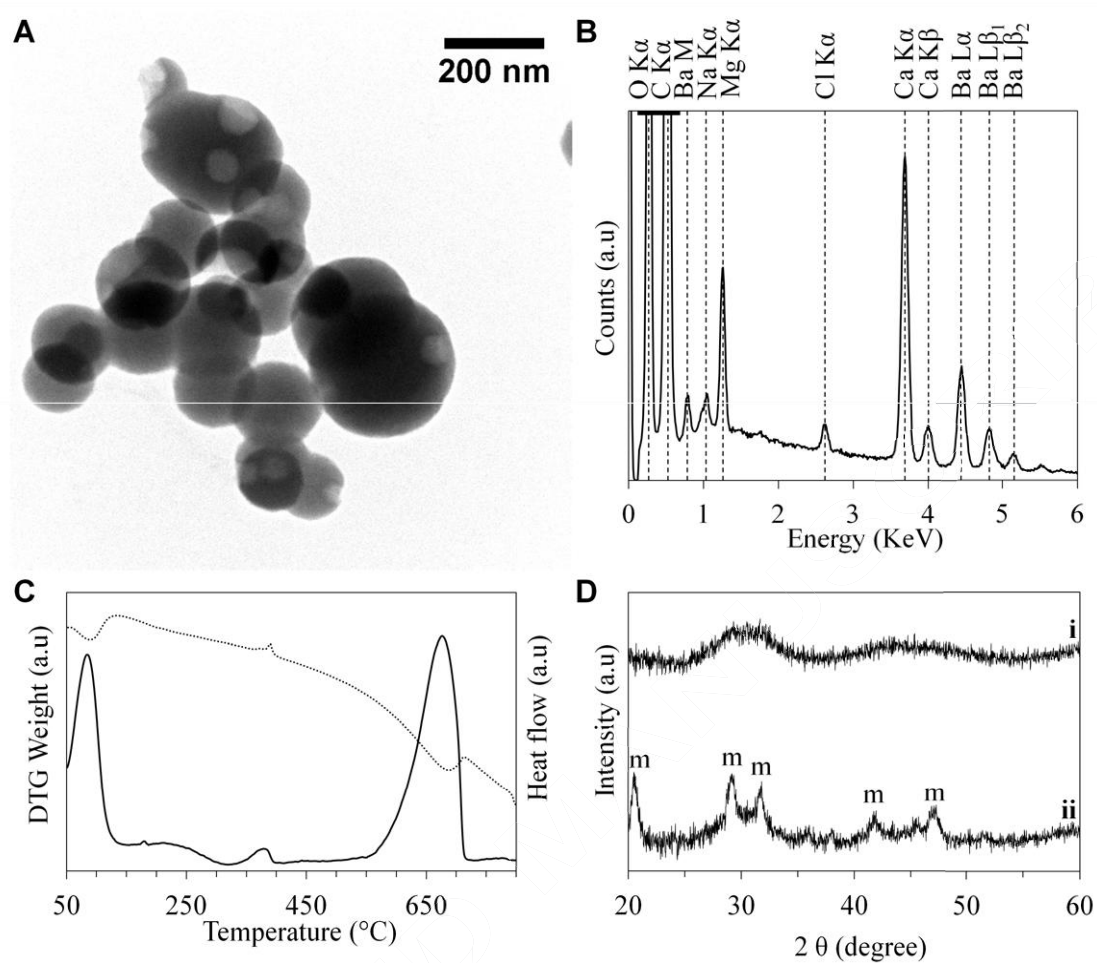 A
200 nm
B
O Kα
C Kα
Ba M
Na Kα
Mg Kα
Cl Kα
Ca Kα
Ca Kβ
Ba Lα
Ba Lβ1
Ba Lβ2
Counts (a.u)
0 1 2 3 4 5 6
Energy (KeV)
C
DTG Weight (a.u)
Heat flow (a.u)
50 250 450 650
Temperature (°C)
D
Intensity (a.u)
i
m m m m m
ii
20 30 40 50 60
2 θ (degree)